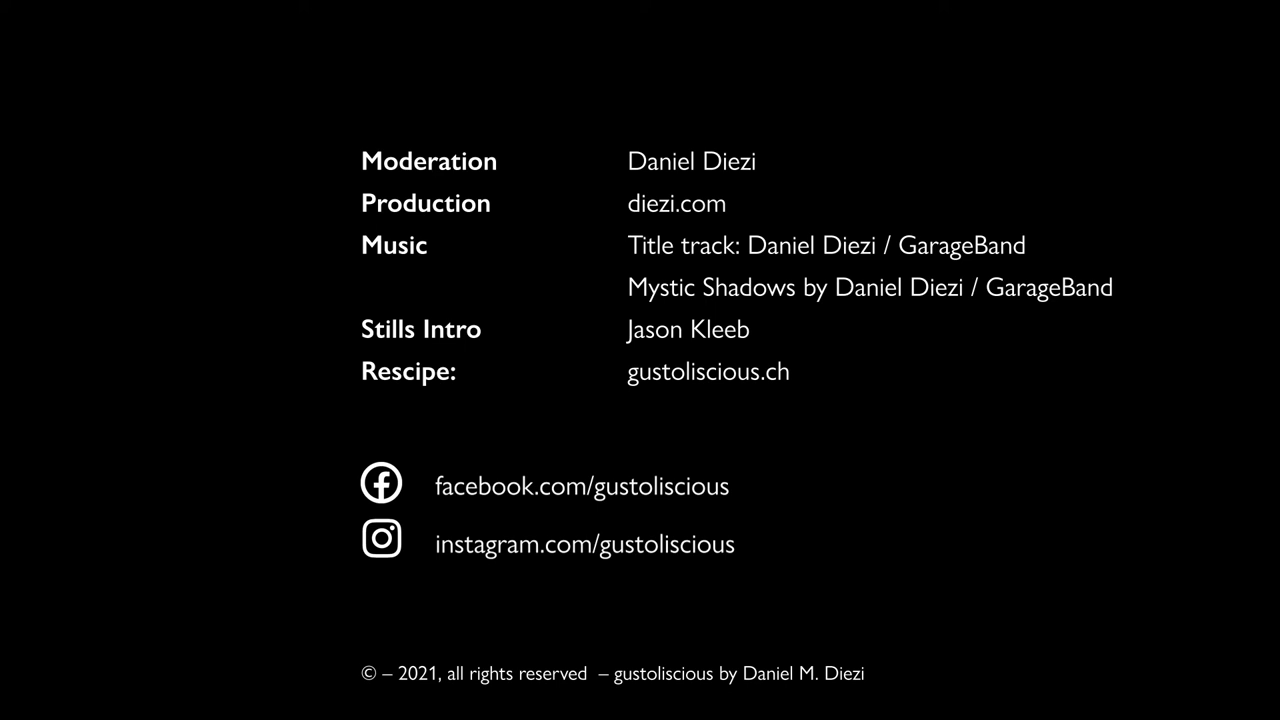 Moderation Daniel Diezi
Production diezi.com
Music Title track: Daniel Diezi / GarageBand
Mystic Shadows by Daniel Diezi / GarageBand
Stills Intro Jason Kleeb
Rescipe: gustoliscious.ch
facebook.com/gustoliscious
instagram.com/gustoliscious
© – 2021, all rights reserved – gustoliscious by Daniel M. Diezi